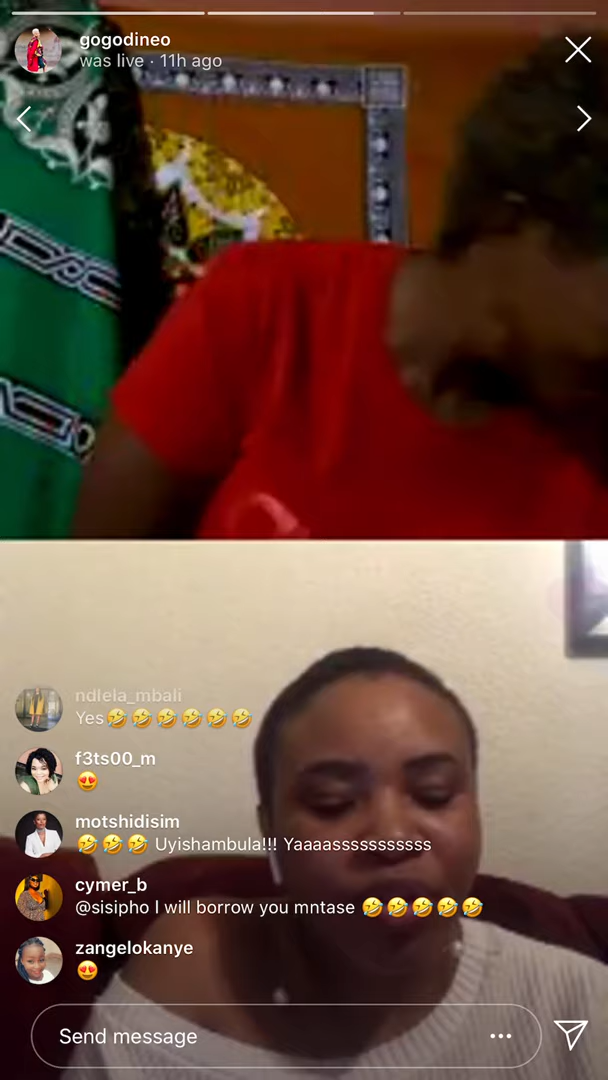 gogodineo
was live · 11h ago
ndlela_mbali
Yes🤣🤣🤣🤣🤣🤣
f3ts00_m
😍
motshidisim
🤣🤣🤣 Uyishambula!!! Yaaaasssssssssss
cymer_b
@sisipho I will borrow you mntase 🤣🤣🤣🤣🤣
zangelokanye
😍
Send message